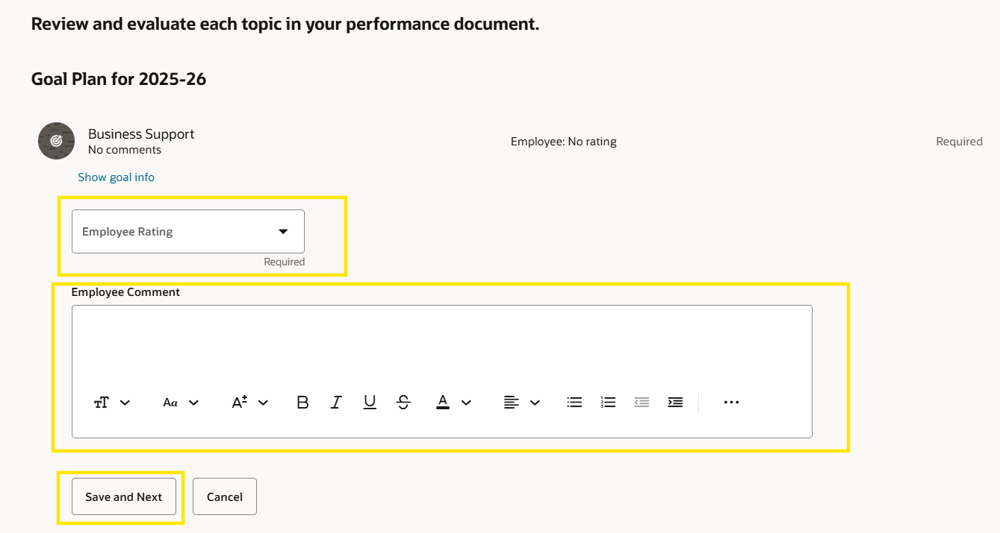 Review and evaluate each topic in your performance document.
Goal Plan for 2025-26
Business Support
No comments
Employee: No rating
Required
Show goal info
Employee Rating
Required
Employee Comment
Save and Next
Cancel